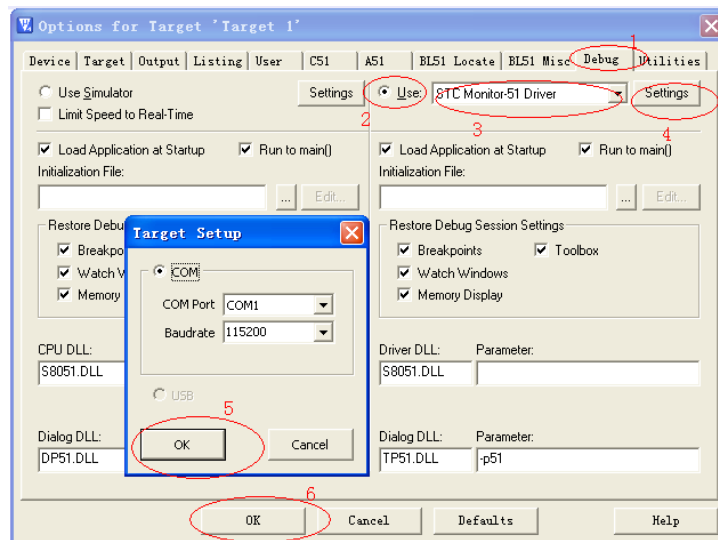 Options for Target 'Target 1'
1
Device Target Output Listing User C51 A51 BL51 Locate BL51 Misc Debug Utilities
Use Simulator Settings Use: STC Monitor-51 Driver Settings
Limit Speed to Real-Time
2 3 4
Load Application at Startup Run to main() Load Application at Startup Run to main()
Initialization File: Initialization File:
... Edit... ... Edit...
Restore Debu Restore Debug Session Settings
Breakpo Breakpoints Toolbox
Watch V Watch Windows
Memory Memory Display
Target Setup
COM
COM Port COM1
Baudrate 115200
USB
5
OK Cancel
CPU DLL: Driver DLL: Parameter:
S8051.DLL S8051.DLL
Dialog DLL: Dialog DLL: Parameter:
DP51.DLL TP51.DLL -p51
6
OK Cancel Defaults Help